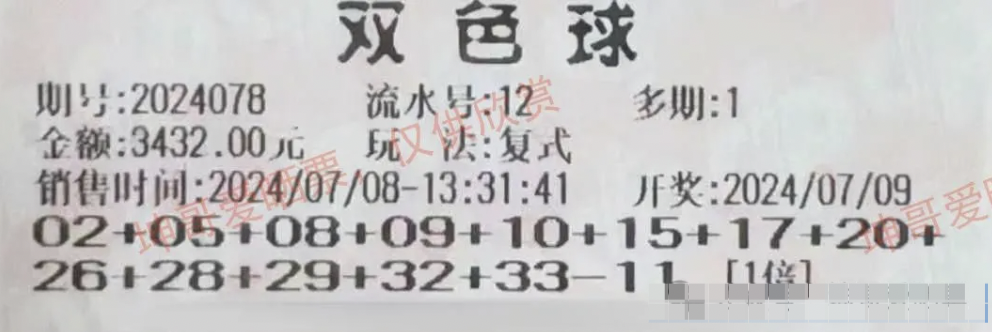 双色球
期号:2024078 流水号:12 多期:1
金额:3432.00元 玩 法:复式
销售时间:2024/07/08-13:31:41 开奖:2024/07/09
02+05+08+09+10+15+17+20+
26+28+29+32+33-11 [1倍]
坤哥爱晒票,仅供欣赏
坤哥爱